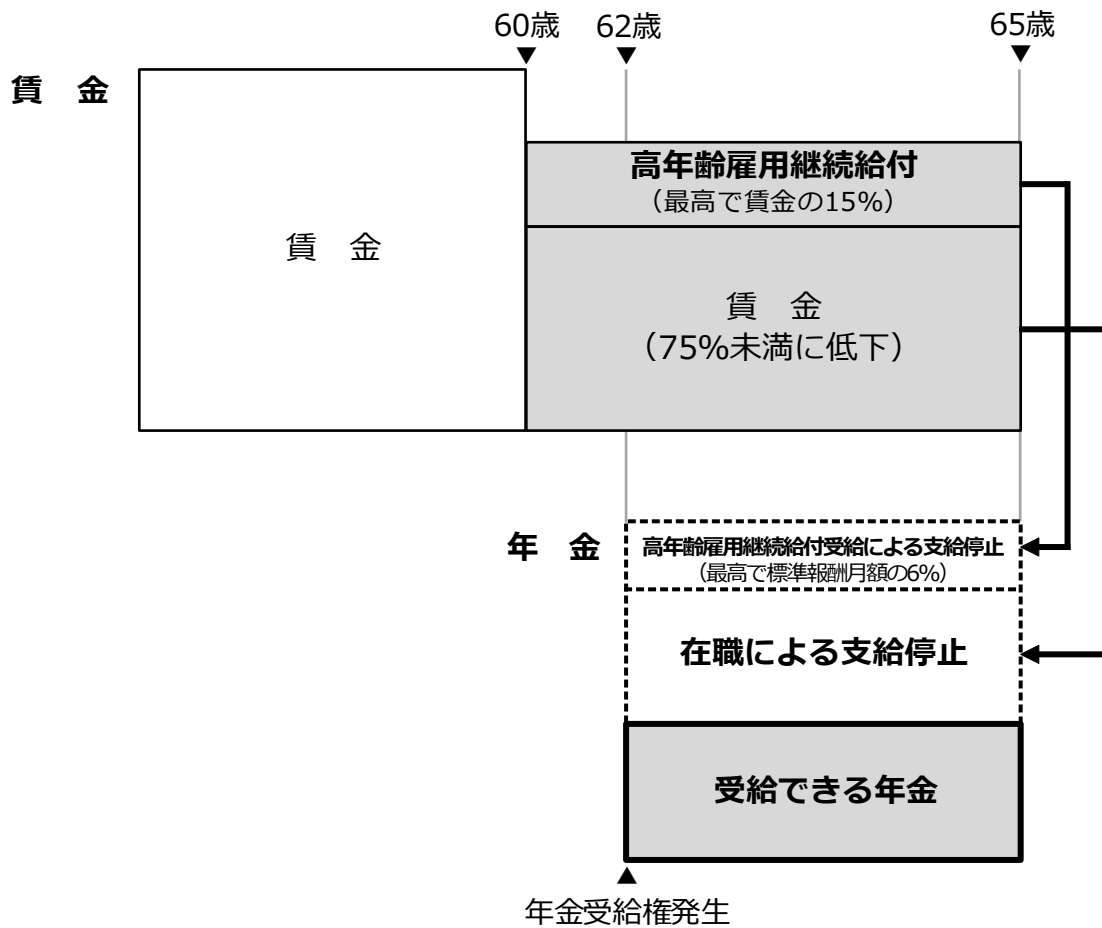 60歳
62歳
65歳
賃　金
高年齢雇用継続給付
（最高で賃金の15%）
賃　金
賃　金
（75%未満に低下）
年　金
高年齢雇用継続給付受給による支給停止
（最高で標準報酬月額の6%）
在職による支給停止
受給できる年金
年金受給権発生